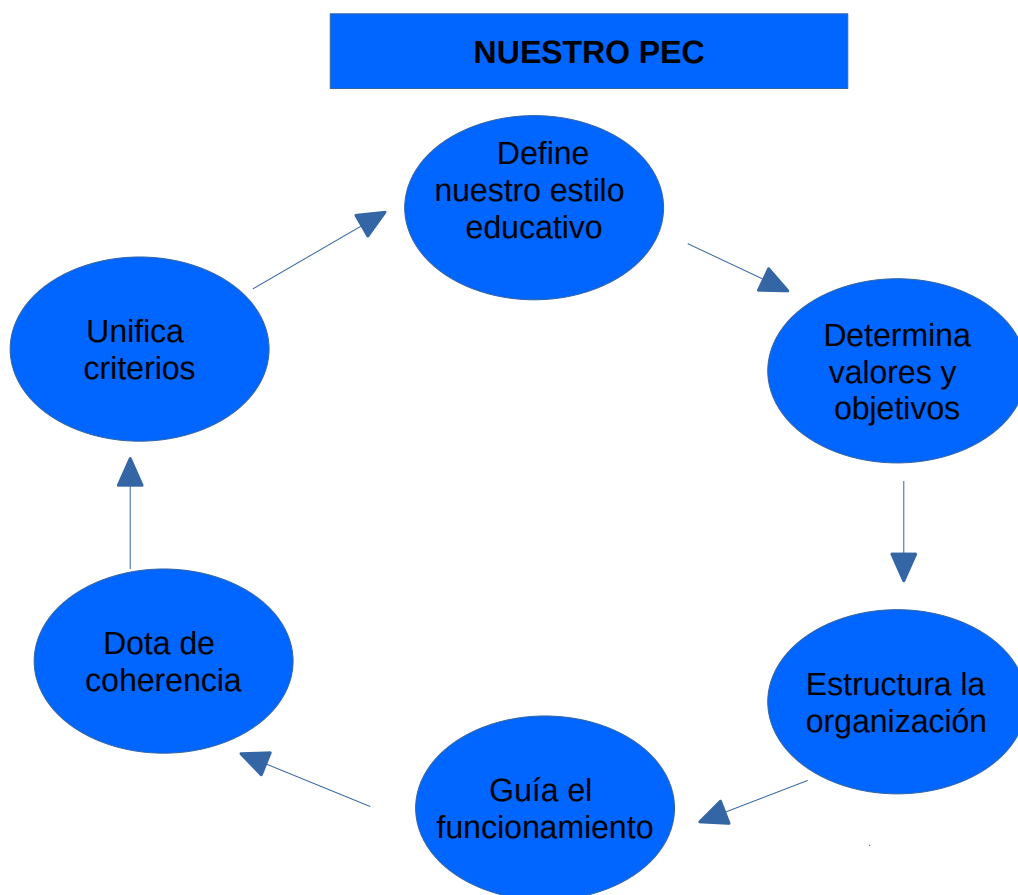 NUESTRO PEC
Define
nuestro estilo
educativo
Determina
valores y
objetivos
Estructura la
organización
Guía el
funcionamiento
Dota de
coherencia
Unifica
criterios